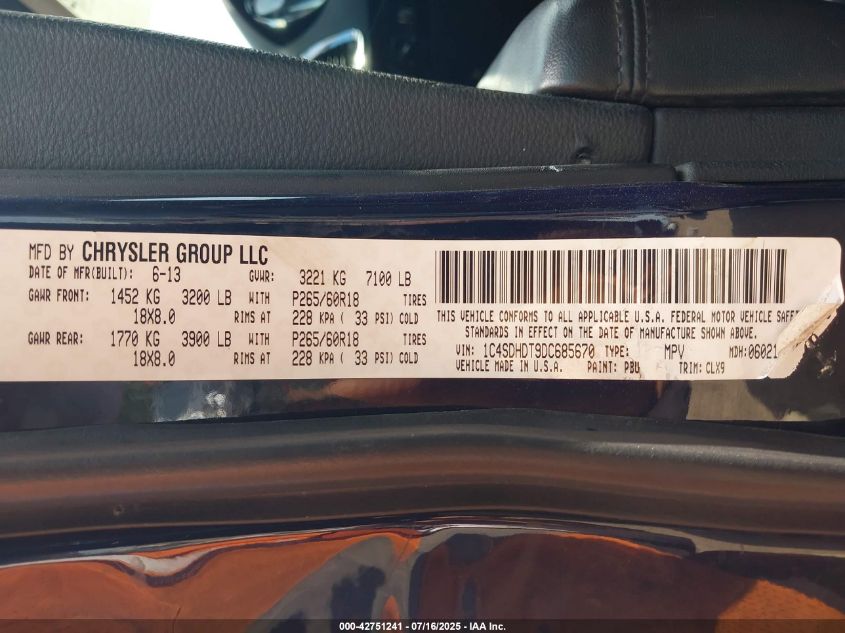 MFD BY CHRYSLER GROUP LLC
DATE OF MFR(BUILT): 6-13 GVWR: 3221 KG 7100 LB
GAWR FRONT: 1452 KG 3200 LB WITH P265/60R18 TIRES
18X8.0 RIMS AT 228 KPA ( 33 PSI) COLD
GAWR REAR: 1770 KG 3900 LB WITH P265/60R18 TIRES
18X8.0 RIMS AT 228 KPA ( 33 PSI) COLD
THIS VEHICLE CONFORMS TO ALL APPLICABLE U.S.A. FEDERAL MOTOR VEHICLE SAFE
STANDARDS IN EFFECT ON THE DATE OF MANUFACTURE SHOWN ABOVE.
VIN: 1C4SDHDT9DC685670 TYPE: MPV MDH: 06021
VEHICLE MADE IN U.S.A. PAINT: PBU TRIM: CLX9
000-42751241 - 07/16/2025 - IAA Inc.